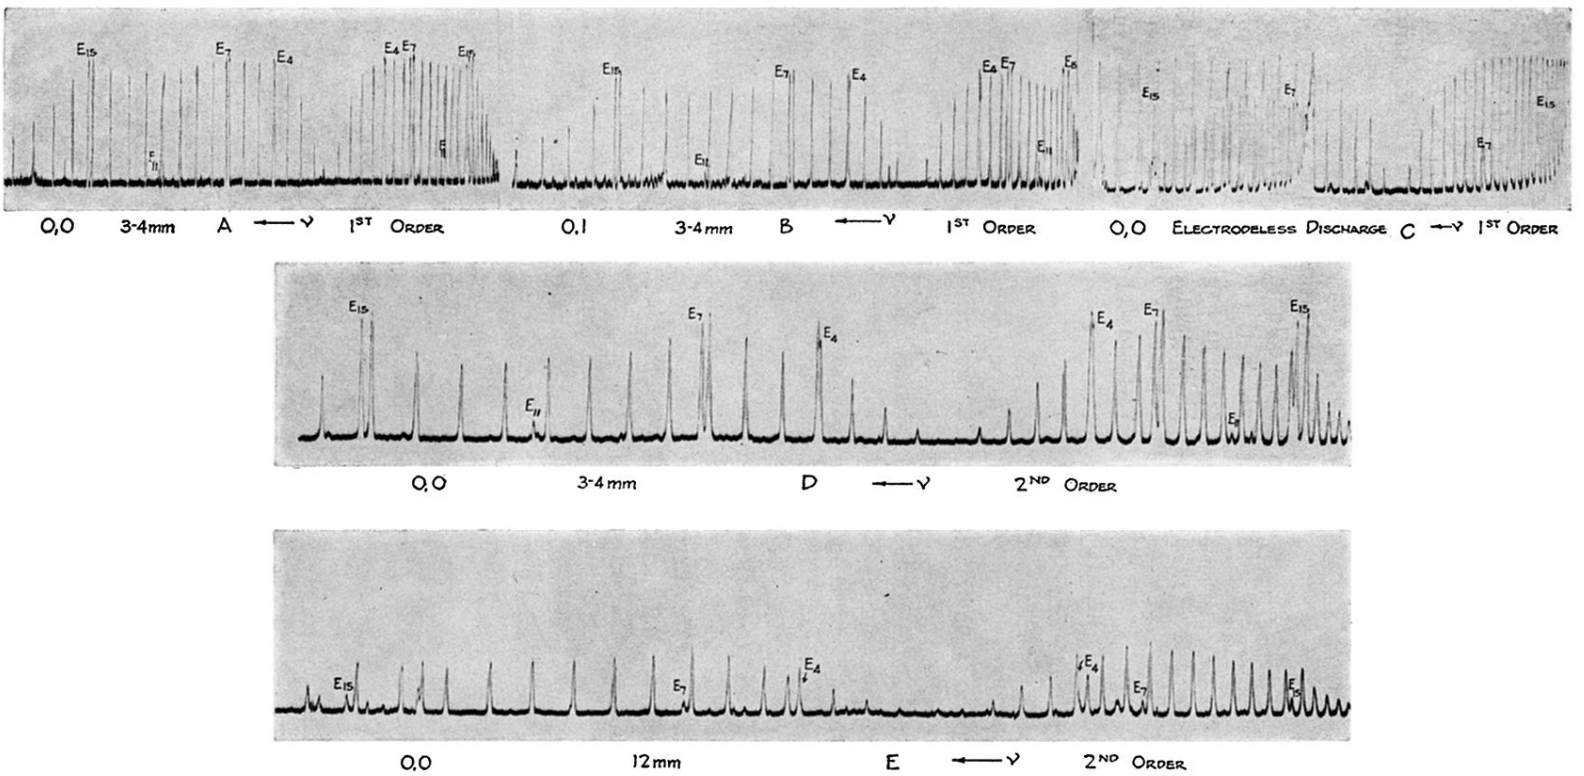 E15 E7 E4 E4 E7 E15 E15 E7 E4 E4 E7 E15 E7
E15 E15
E11 E11 E11 E7
0,0 3-4mm A ← ν 1ST ORDER 0,1 3-4mm B ← ν 1ST ORDER 0,0 ELECTRODELESS DISCHARGE C ← ν 1ST ORDER
E15 E7 E4 E4 E7 E15
E11 E11
0,0 3-4mm D ← ν 2ND ORDER
E15 E7 E4 E4 E7 E15
0,0 12mm E ← ν 2ND ORDER